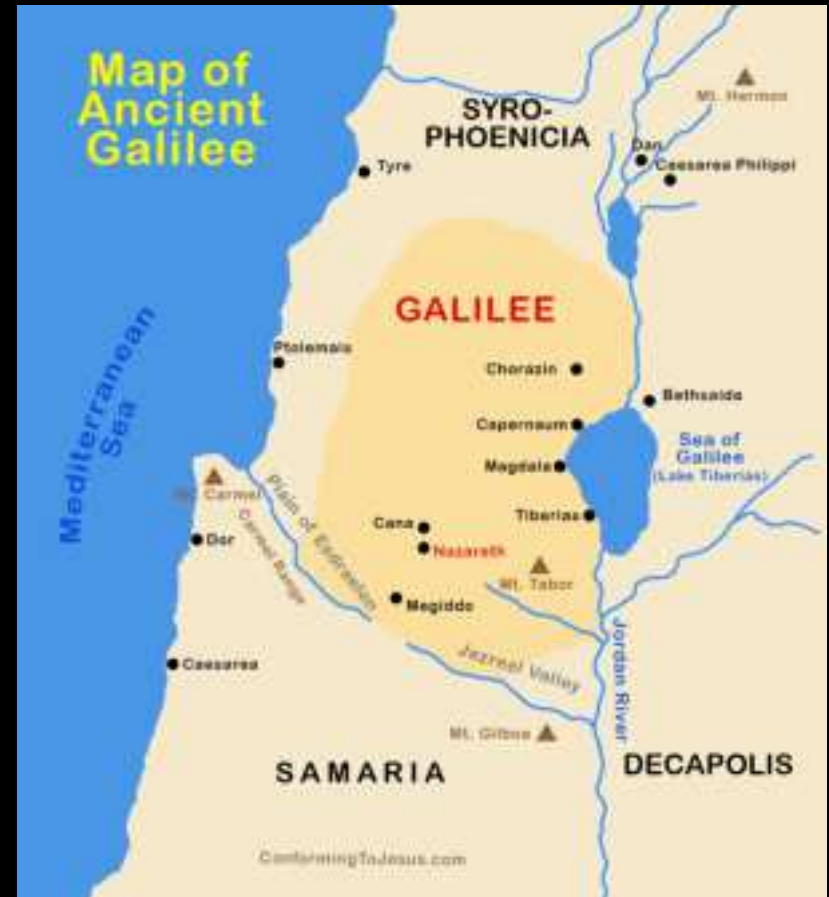 Map of
Ancient
Galilee
Mt. Hermon
SYRO-
PHOENICIA
Dan
Caesarea Philippi
Tyre
GALILEE
Ptolemais
Chorazin
Bethsaida
Capernaum
Mediterranean
Sea
Sea of
Galilee
(Lake Tiberias)
Magdala
Mt. Carmel
Plain of Esdraelon
Tiberias
Cana
Carmel Range
Dor
Nazareth
Mt. Tabor
Megiddo
Jordan River
Jezreel Valley
Caesarea
Mt. Gilboa
SAMARIA
DECAPOLIS
ConformingToJesus.com